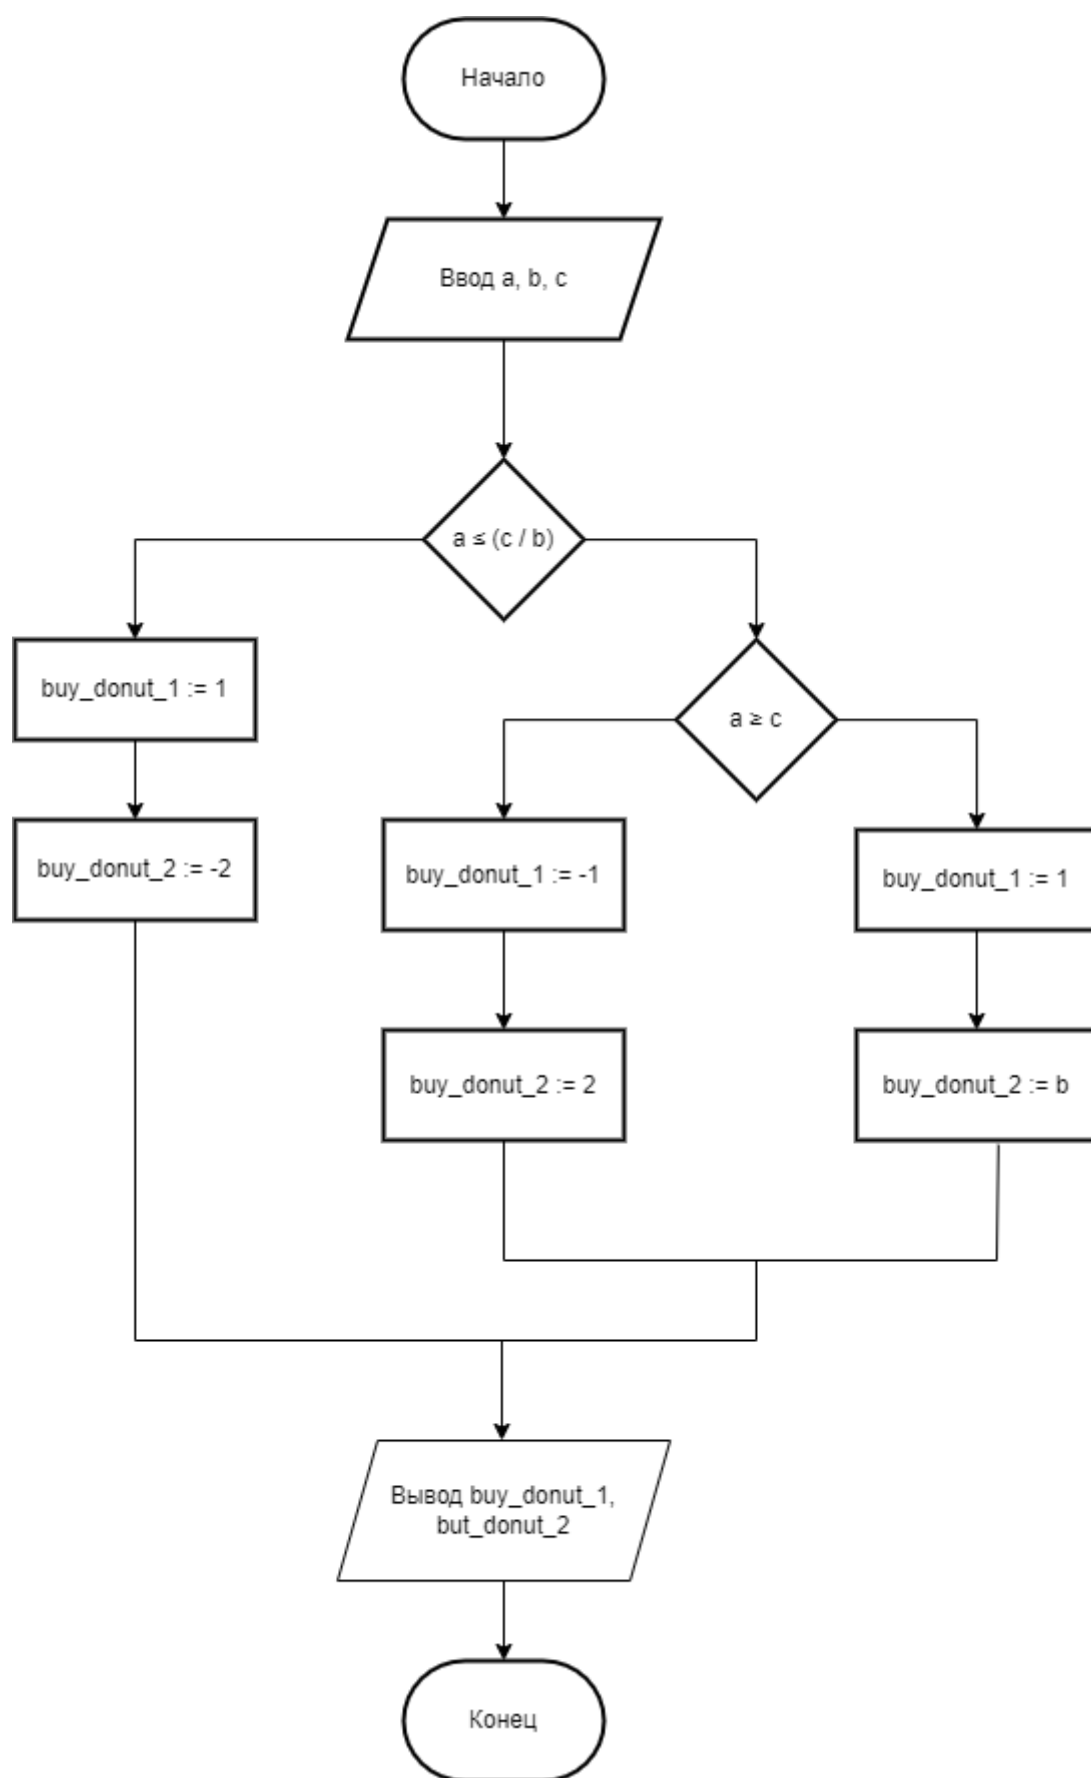 Начало
Ввод a, b, c
a ≤ (c / b)
buy_donut_1 := 1
a ≥ c
buy_donut_2 := -2
buy_donut_1 := -1
buy_donut_1 := 1
buy_donut_2 := 2
buy_donut_2 := b
Вывод buy_donut_1,
but_donut_2
Конец